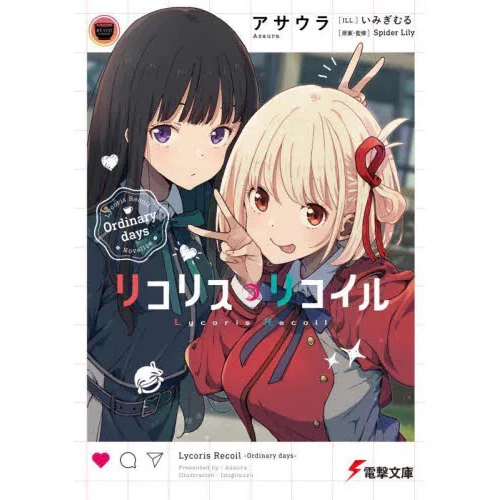 アサウラ
Asaura
[ILL.] いみぎむる
[原案・監修] Spider Lily
Lycoris Recoil
Ordinary
days
Novelize
リコリス・リコイル
Lycoris Recoil
Lycoris Recoil -Ordinary days-
Presented by : Asaura
Illustration : Imigimuru
電撃文庫